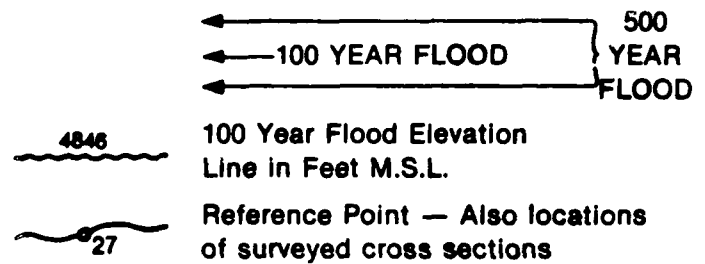 500
100 YEAR FLOOD YEAR
FLOOD
4846 100 Year Flood Elevation
Line in Feet M.S.L.
Reference Point — Also locations
27 of surveyed cross sections